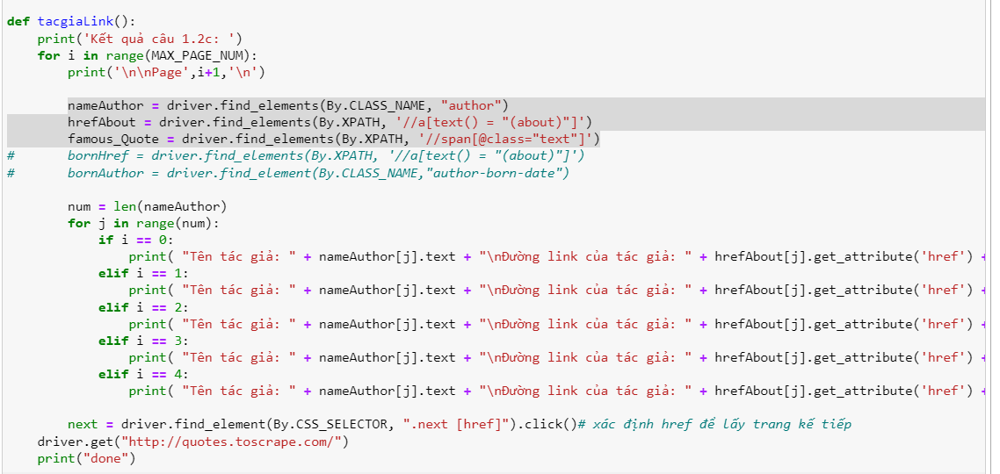 def tacgiaLink():
    print('Kết quả câu 1.2c: ')
    for i in range(MAX_PAGE_NUM):
        print('\n\nPage',i+1,'\n')
        nameAuthor = driver.find_elements(By.CLASS_NAME, "author")
        hrefAbout = driver.find_elements(By.XPATH, '//a[text() = "(about)"]')
        famous_Quote = driver.find_elements(By.XPATH, '//span[@class="text"]')
#       bornHref = driver.find_elements(By.XPATH, '//a[text() = "(about)"]')
#       bornAuthor = driver.find_element(By.CLASS_NAME,"author-born-date")
        num = len(nameAuthor)
        for j in range(num):
            if i == 0:
                print( "Tên tác giả: " + nameAuthor[j].text + "\nĐường link của tác giả: " + hrefAbout[j].get_attribute('href') +
            elif i == 1:
                print( "Tên tác giả: " + nameAuthor[j].text + "\nĐường link của tác giả: " + hrefAbout[j].get_attribute('href') +
            elif i == 2:
                print( "Tên tác giả: " + nameAuthor[j].text + "\nĐường link của tác giả: " + hrefAbout[j].get_attribute('href') +
            elif i == 3:
                print( "Tên tác giả: " + nameAuthor[j].text + "\nĐường link của tác giả: " + hrefAbout[j].get_attribute('href') +
            elif i == 4:
                print( "Tên tác giả: " + nameAuthor[j].text + "\nĐường link của tác giả: " + hrefAbout[j].get_attribute('href') +
        next = driver.find_element(By.CSS_SELECTOR, ".next [href]").click()# xác định href để lấy trang kế tiếp
    driver.get("http://quotes.toscrape.com/")
    print("done")